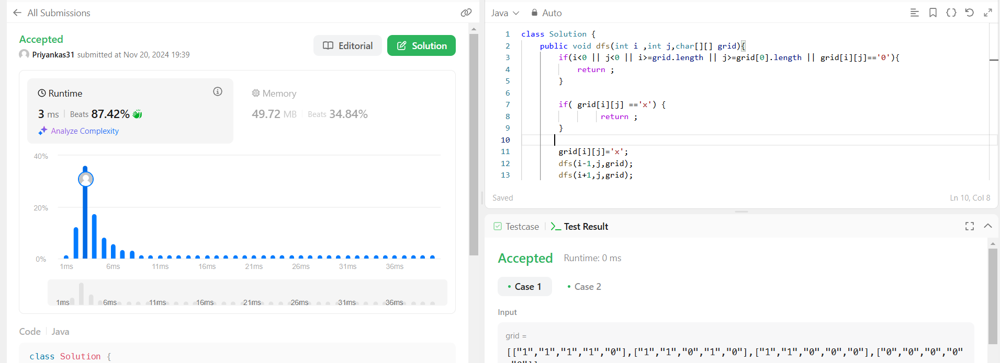 All Submissions
Accepted
Priyankas31 submitted at Nov 20, 2024 19:39
Editorial
Solution
Runtime
3 ms | Beats 87.42%
Analyze Complexity
Memory
49.72 MB | Beats 34.84%
40%
20%
0%
1ms 6ms 11ms 16ms 21ms 26ms 31ms 36ms
1ms 6ms 11ms 16ms 21ms 26ms 31ms 36ms
Code | Java
class Solution {
Java Auto
1 class Solution {
2 public void dfs(int i ,int j,char[][] grid){
3 if(i<0 || j<0 || i>=grid.length || j>=grid[0].length || grid[i][j]=='0'){
4 return ;
5 }
6
7 if( grid[i][j] =='x') {
8 return ;
9 }
10
11 grid[i][j]='x';
12 dfs(i-1,j,grid);
13 dfs(i+1,j,grid);
Saved
Ln 10, Col 8
Testcase | Test Result
Accepted Runtime: 0 ms
Case 1 Case 2
Input
grid =
[["1","1","1","1","0"],["1","1","0","1","0"],["1","1","0","0","0"],["0","0","0","0"